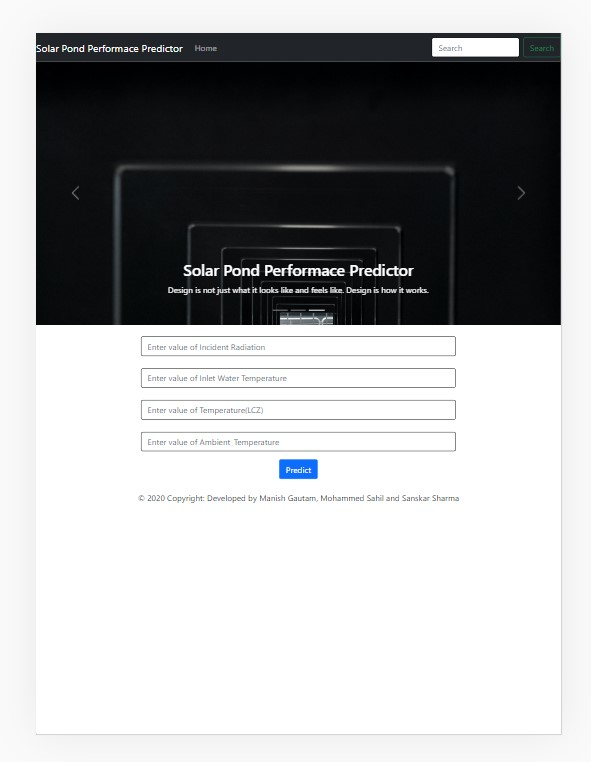 Solar Pond Performace Predictor Home Search Search
Solar Pond Performace Predictor
Design is not just what it looks like and feels like. Design is how it works.
Enter value of Incident Radiation
Enter value of Inlet Water Temperature
Enter value of Temperature(LCZ)
Enter value of Ambient Temperature
Predict
© 2020 Copyright: Developed by Manish Gautam, Mohammed Sahil and Sanskar Sharma